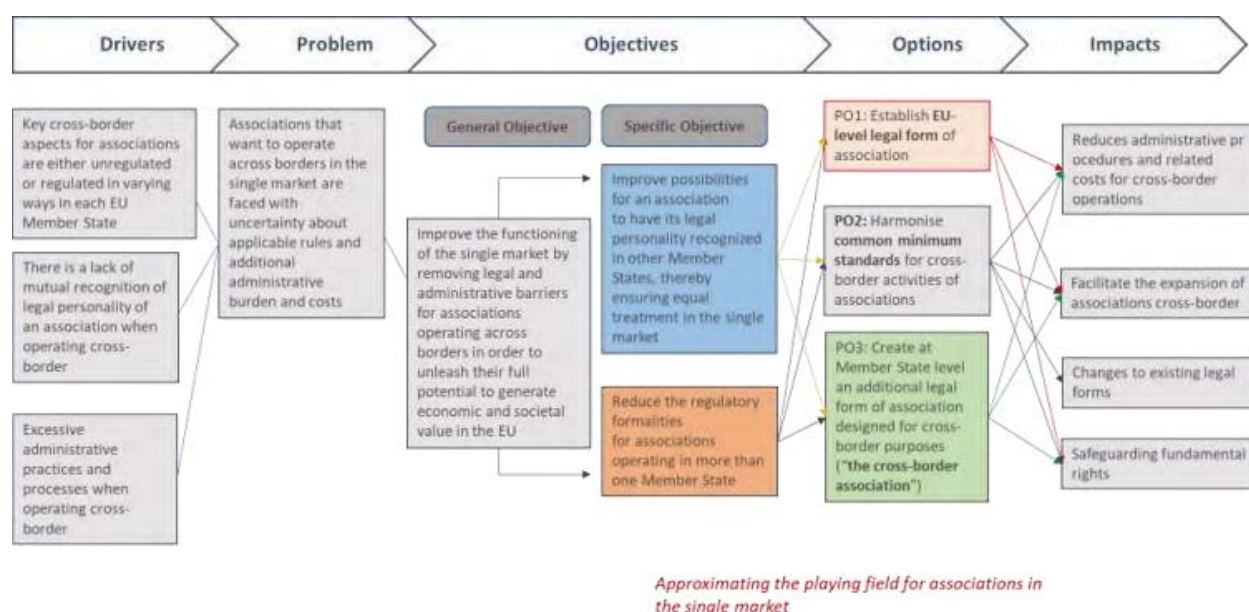 Drivers
Problem
Objectives
Options
Impacts
Key cross-border
aspects for associations
are either unregulated
or regulated in varying
ways in each EU
Member State
There is a lack of
mutual recognition of
legal personality of
an association when
operating cross-
border
Excessive
administrative
practices and
processes when
operating cross-
border
Associations that
want to operate
across borders in the
single market are
faced with
uncertainty about
applicable rules and
additional
administrative
burden and costs
General Objective
Improve the functioning
of the single market by
removing legal and
administrative barriers
for associations
operating across
borders in order to
unleash their full
potential to generate
economic and societal
value in the EU
Specific Objective
Improve possibilities
for an association
to have its legal
personality recognized
in other Member
States, thereby
ensuring equal
treatment in the single
market
Reduce the regulatory
formalities
for associations
operating in more than
one Member State
PO1: Establish EU-
level legal form of
association
PO2: Harmonise
common minimum
standards for cross-
border activities of
associations
PO3: Create at
Member State level
an additional legal
form of association
designed for cross-
border purposes
("the cross-border
association")
Reduces administrative pr
ocedures and related
costs for cross-border
operations
Facilitate the expansion of
associations cross-border
Changes to existing legal
forms
Safeguarding fundamental
rights
Approximating the playing field for associations in
the single market